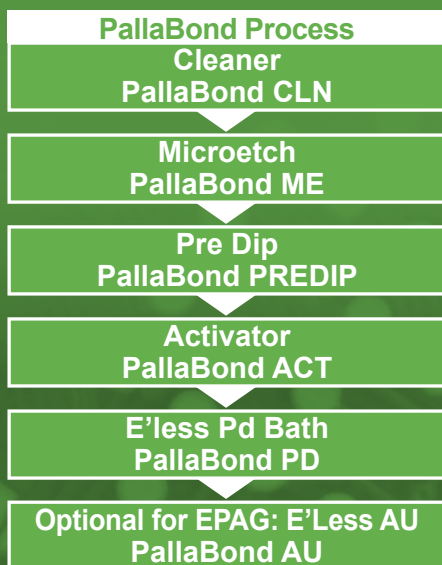 PallaBond Process
Cleaner
PallaBond CLN
Microetch
PallaBond ME
Pre Dip
PallaBond PREDIP
Activator
PallaBond ACT
E’less Pd Bath
PallaBond PD
Optional for EPAG: E’Less AU
PallaBond AU